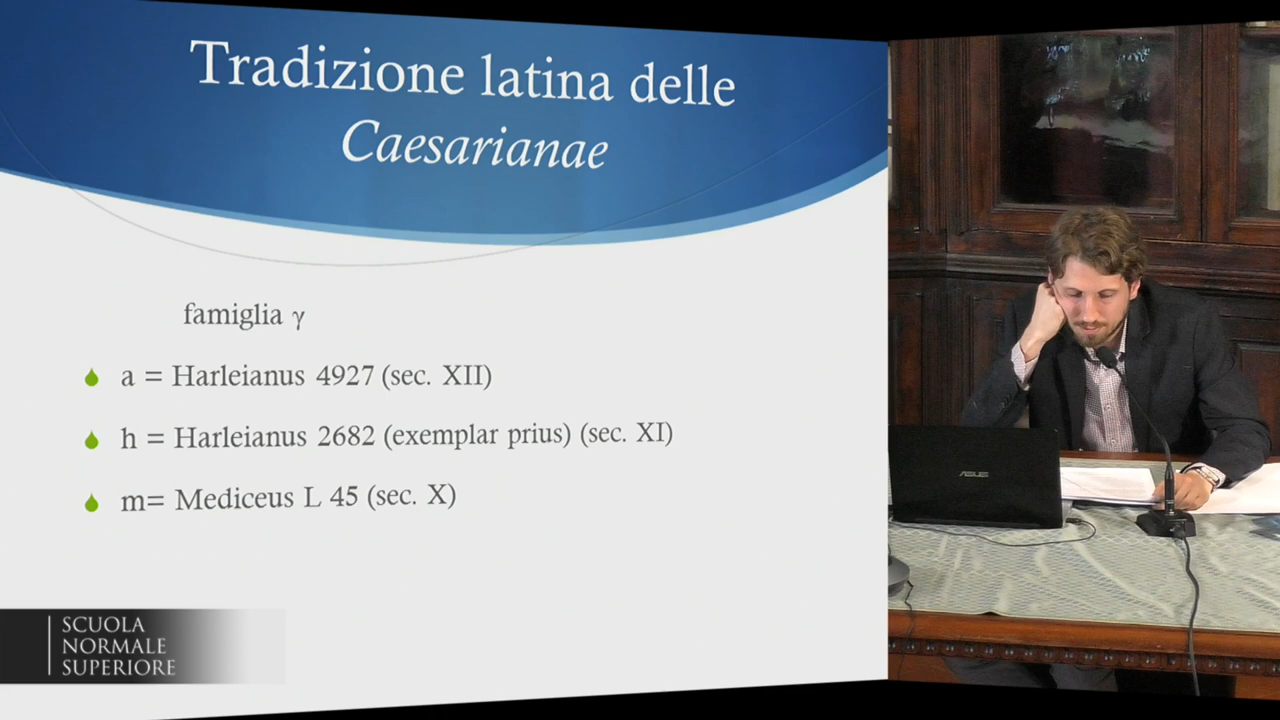 Tradizione latina delle
Caesarianae
famiglia γ
a = Harleianus 4927 (sec. XII)
h = Harleianus 2682 (exemplar prius) (sec. XI)
m= Mediceus L 45 (sec. X)
SCUOLA
NORMALE
SUPERIORE
ASUS